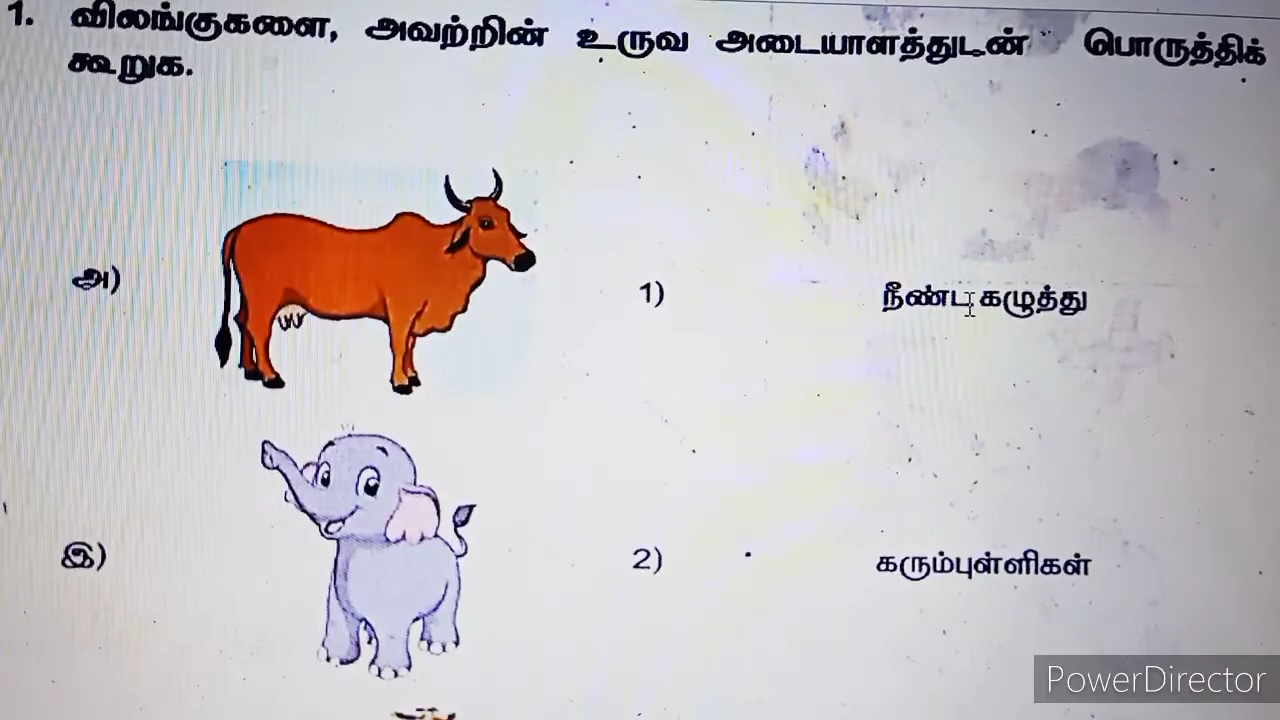 1. விலங்குகளை, அவற்றின் உருவ அடையாளத்துடன் பொருத்திக்
கூறுக.
அ) 1) நீண்ட கழுத்து
இ) 2) கரும்புள்ளிகள்
PowerDirector